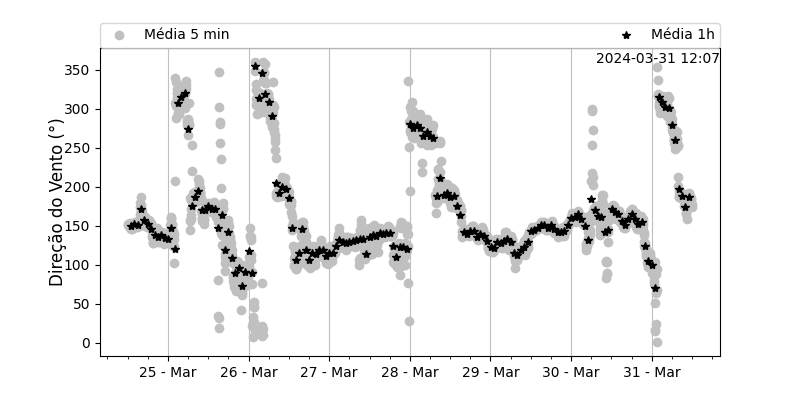 Média 5 min
Média 1h
2024-03-31 12:07
Direção do Vento (°)
350
300
250
200
150
100
50
0
25 - Mar
26 - Mar
27 - Mar
28 - Mar
29 - Mar
30 - Mar
31 - Mar